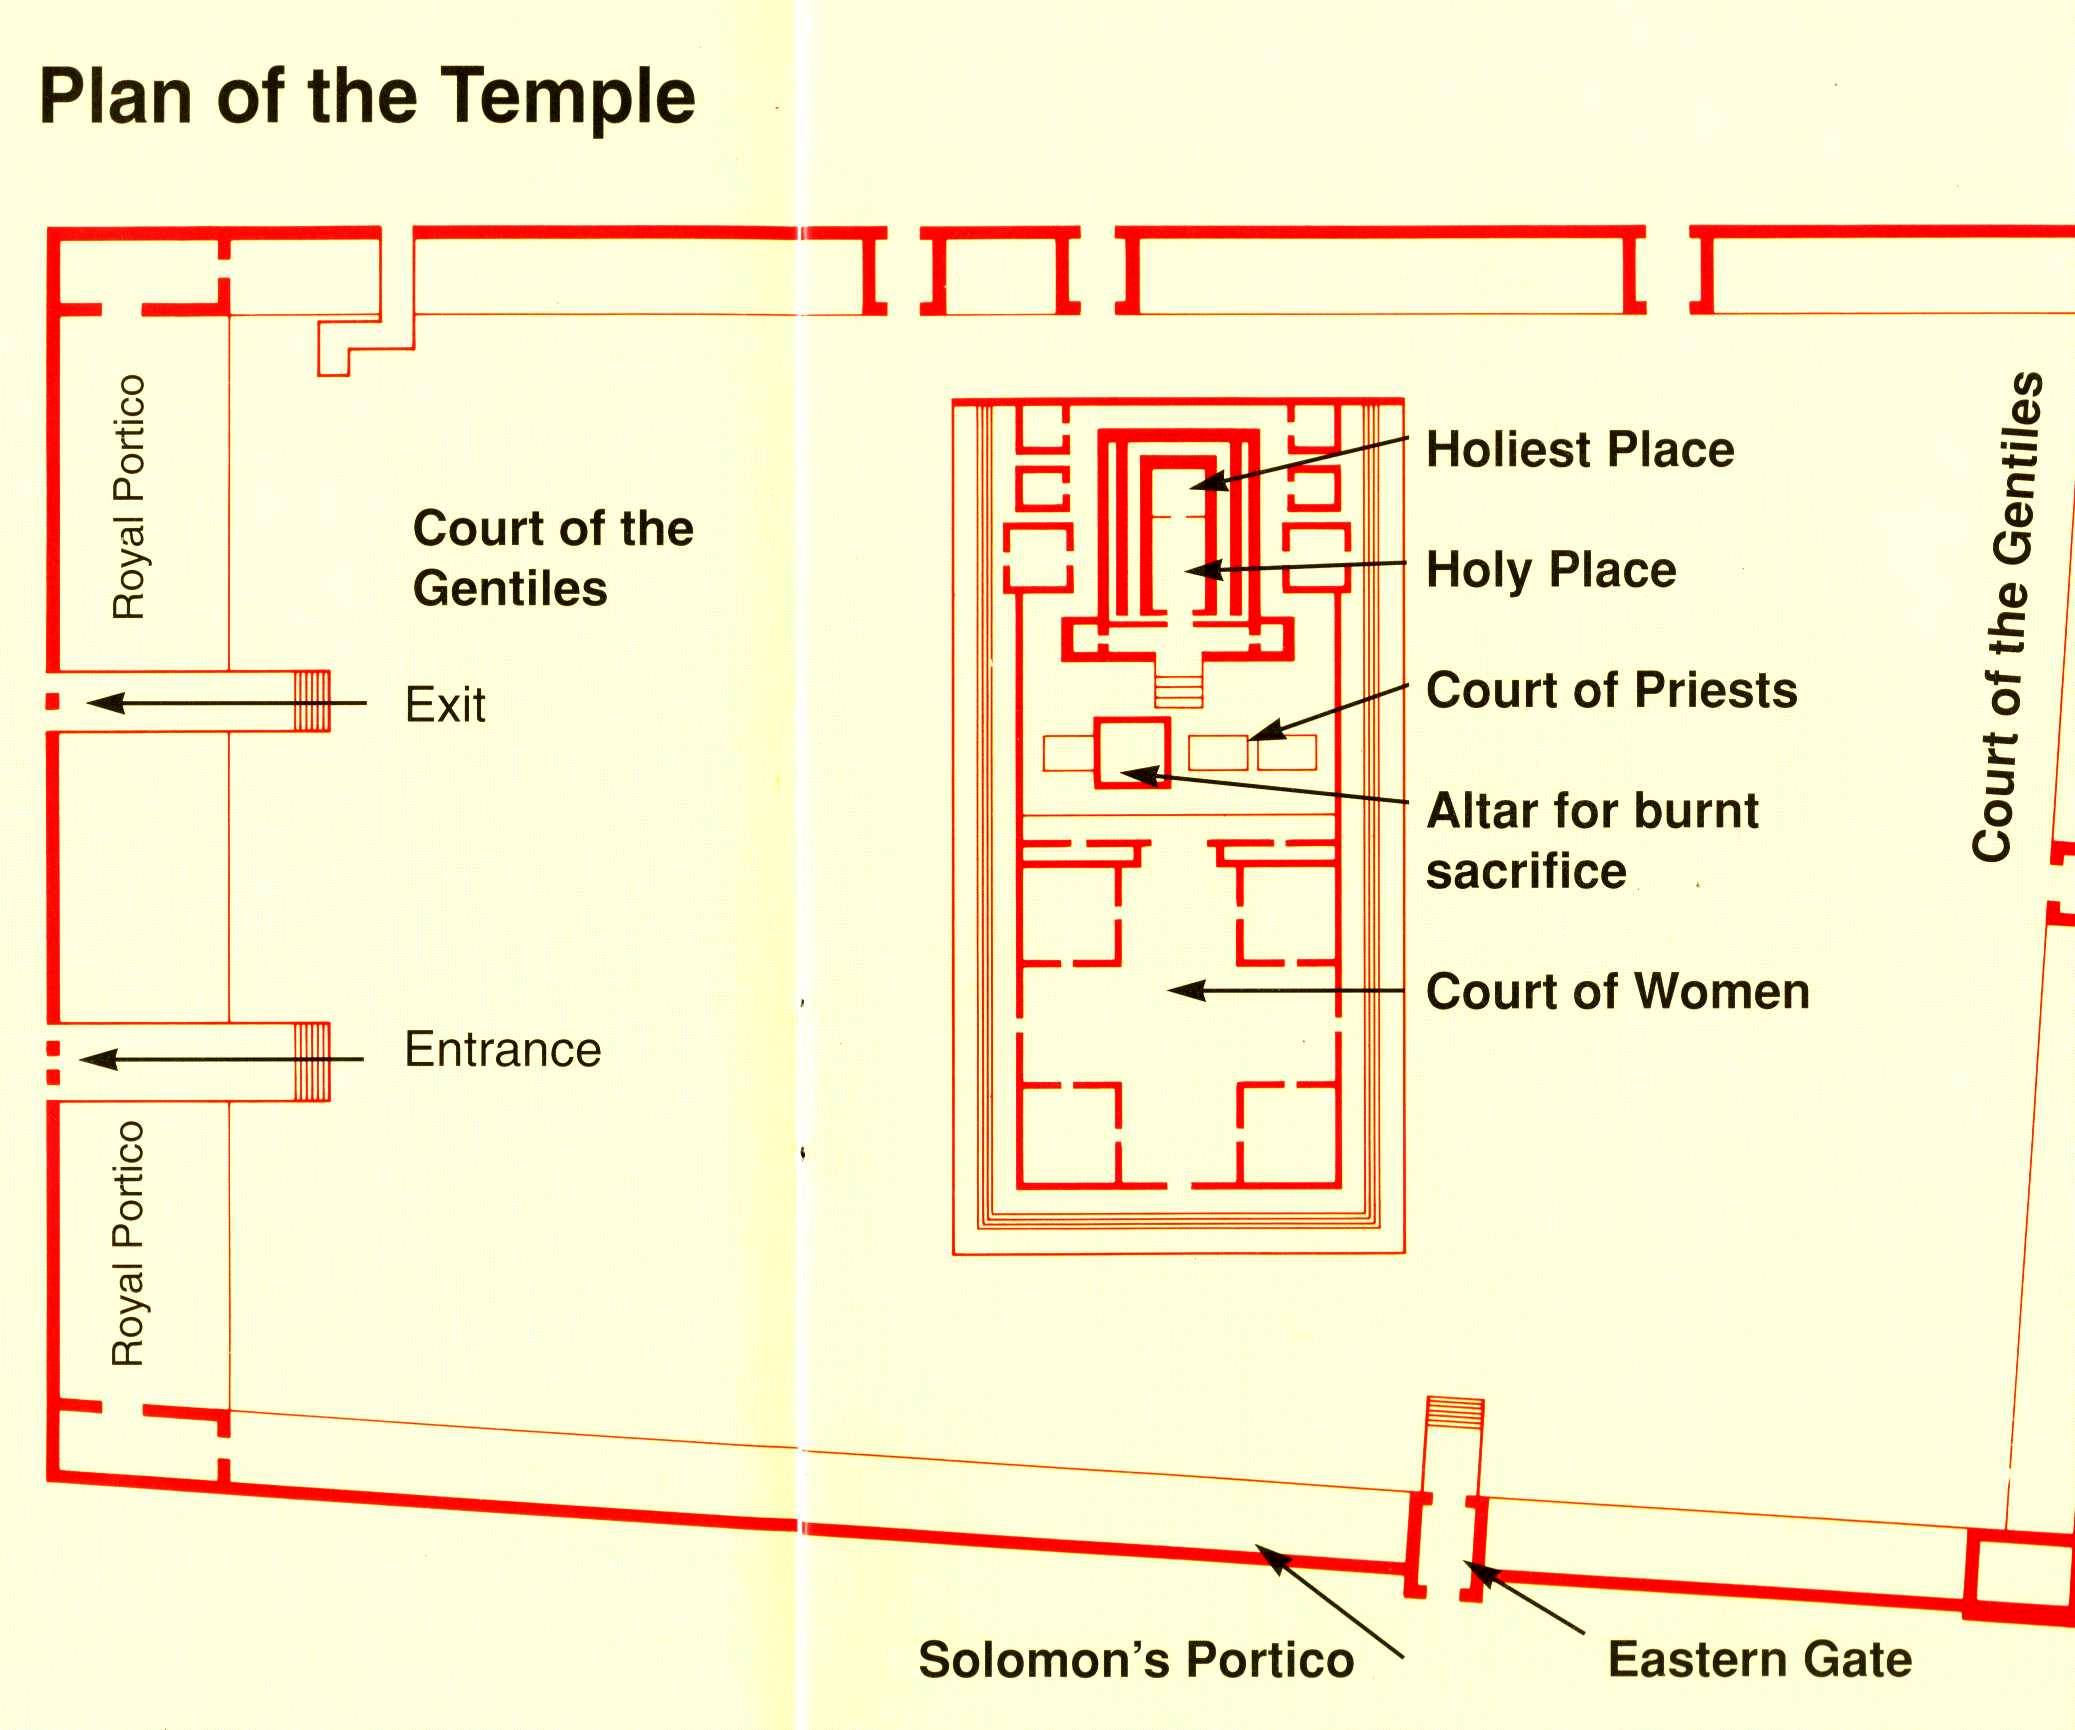 Plan of the Temple
Royal Portico
Court of the
Gentiles
Exit
Entrance
Royal Portico
Holiest Place
Holy Place
Court of Priests
Altar for burnt
sacrifice
Court of Women
Court of the Gentiles
Solomon’s Portico
Eastern Gate